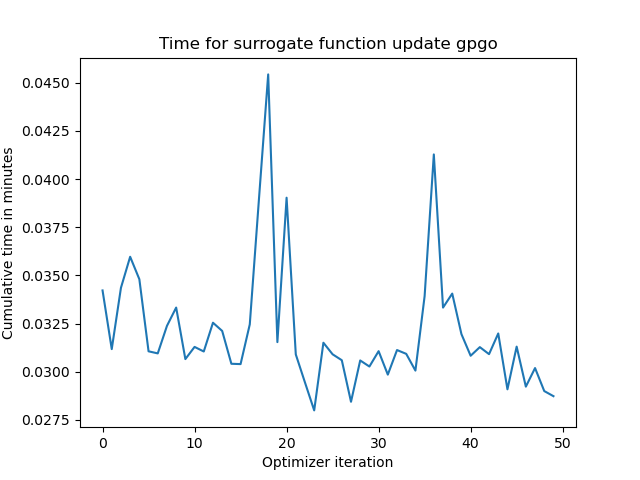 Time for surrogate function update gpgo
Cumulative time in minutes
0.0450
0.0425
0.0400
0.0375
0.0350
0.0325
0.0300
0.0275
0 10 20 30 40 50
Optimizer iteration